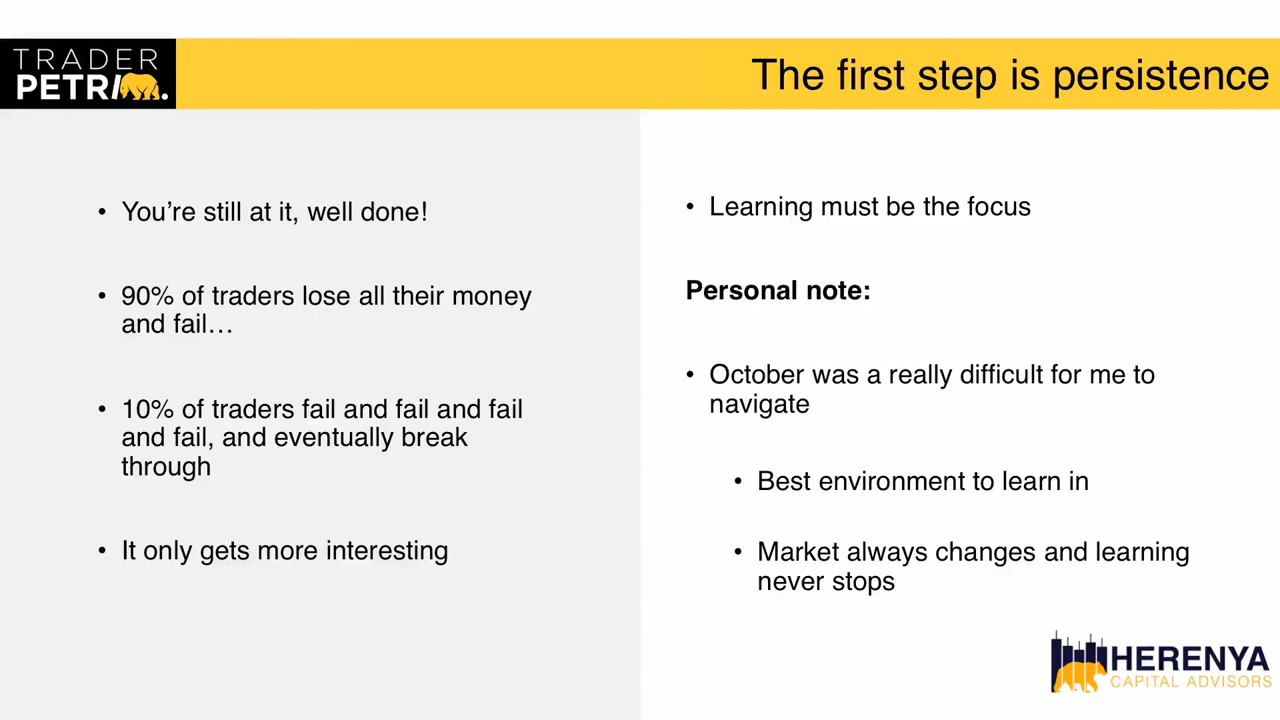 TRADER
PETRI.
The first step is persistence
• You're still at it, well done!
• 90% of traders lose all their money
and fail…
• 10% of traders fail and fail and fail
and fail, and eventually break
through
• It only gets more interesting
• Learning must be the focus
Personal note:
• October was a really difficult for me to
navigate
• Best environment to learn in
• Market always changes and learning
never stops
HERENYA
CAPITAL ADVISORS